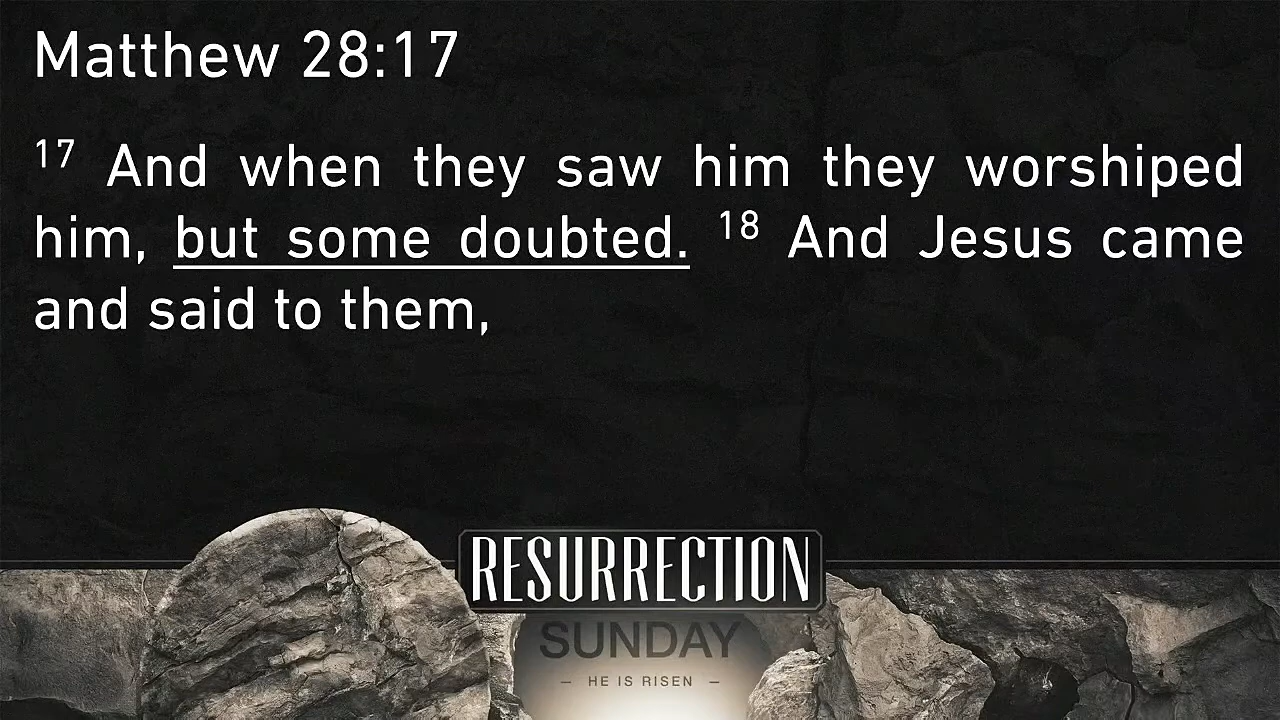 Matthew 28:17
17 And when they saw him they worshiped
him, but some doubted. 18 And Jesus came
and said to them,
RESURRECTION
SUNDAY
– HE IS RISEN –